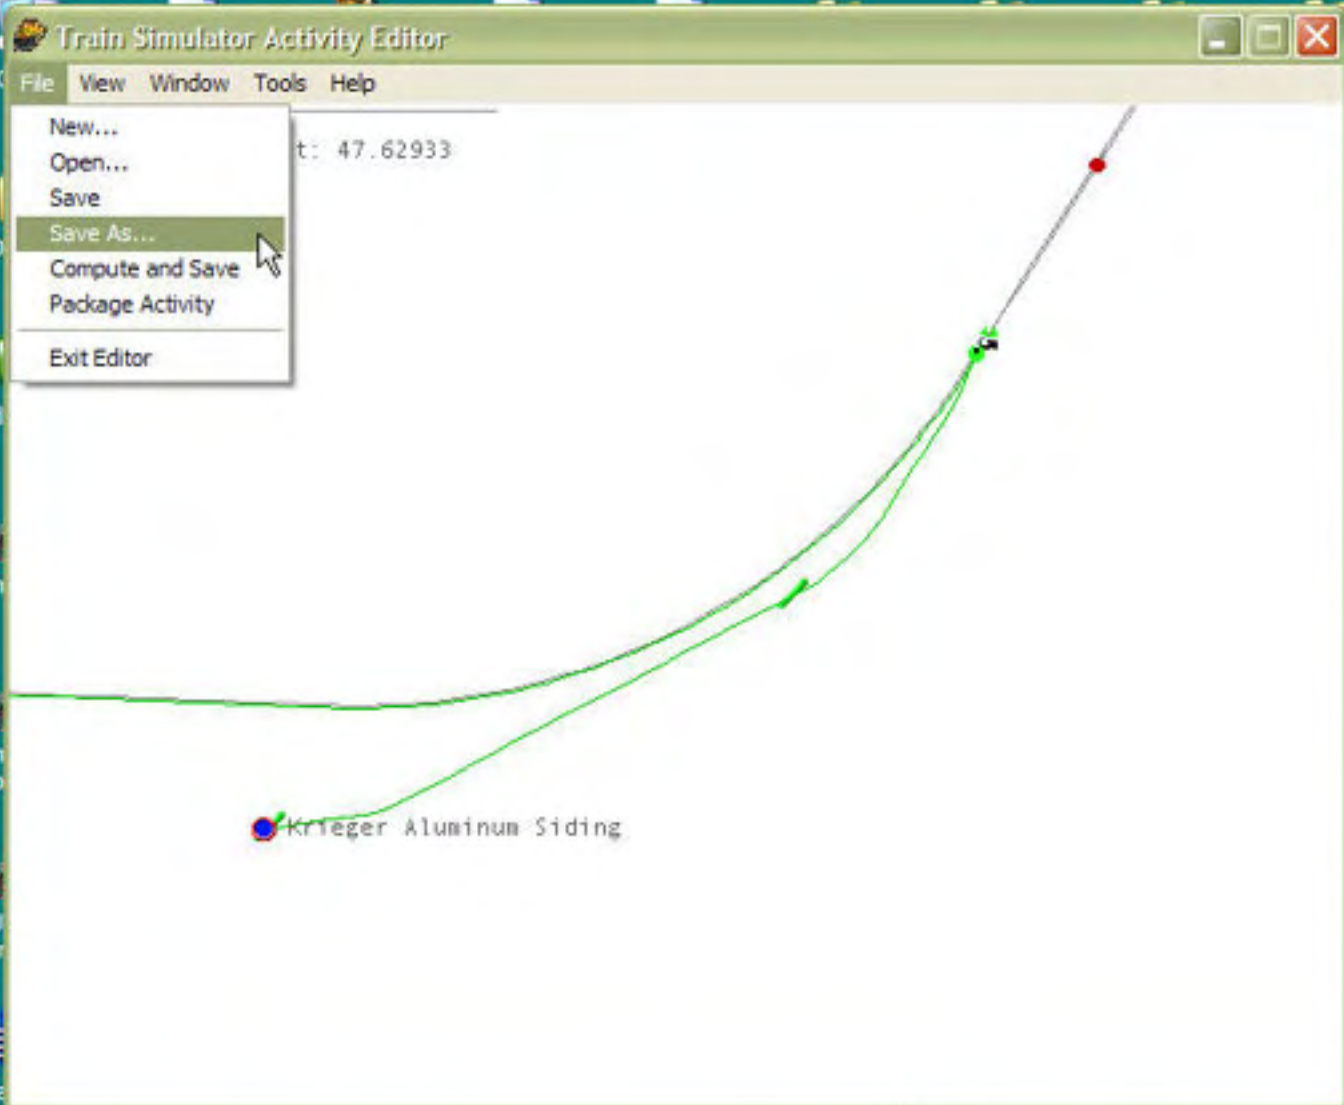 Train Simulator Activity Editor
File View Window Tools Help
New...
Open...
t: 47.62933
Save
Save As...
Compute and Save
Package Activity
Exit Editor
Krieger Aluminum Siding